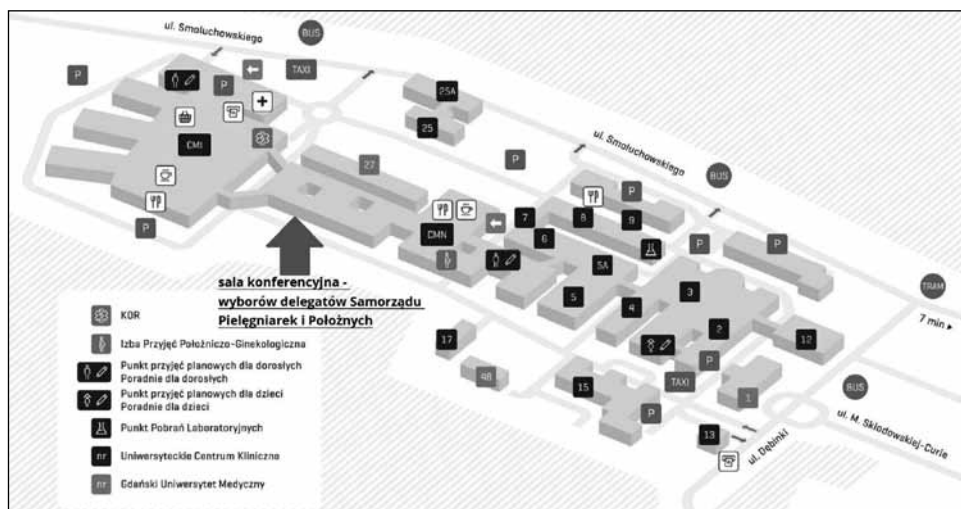 ul. Smoluchowskiego
BUS
P
P
TAXI
25A
25
CMI
27
P
ul. Smoluchowskiego
BUS
P
P
7
8
9
P
P
CMN
6
5A
5
4
3
2
TRAM
7 min
sala konferencyjna -
wyborów delegatów Samorządu
Pielęgniarek i Położnych
17
48
15
P
TAXI
P
12
1
BUS
13
ul. Dębinki
ul. M. Skłodowskiej-Curie
KOR
Izba Przyjęć Położniczo-Ginekologiczna
Punkt przyjęć planowych dla dorosłych
Poradnie dla dorosłych
Punkt przyjęć planowych dla dzieci
Poradnie dla dzieci
Punkt Pobrań Laboratoryjnych
nr Uniwersyteckie Centrum Kliniczne
nr Gdański Uniwersytet Medyczny